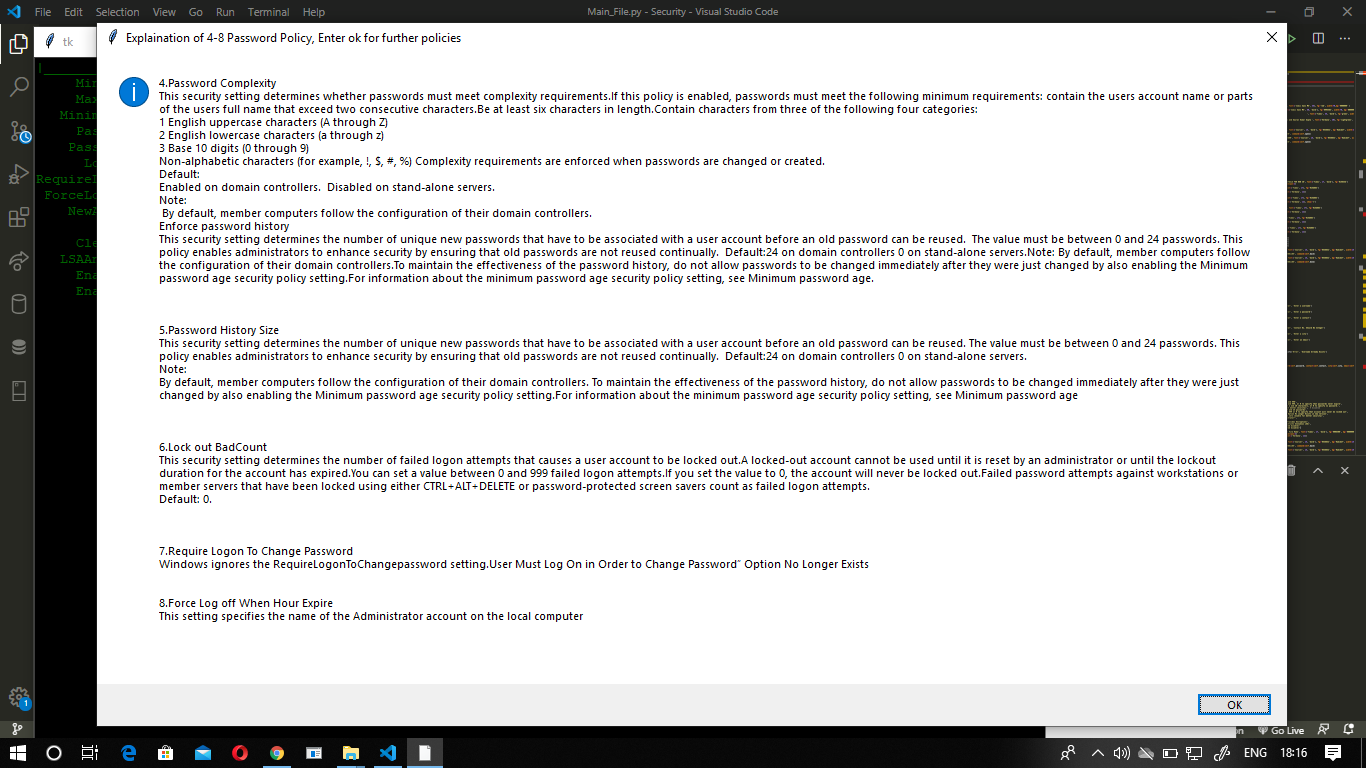 File Edit Selection View Go Run Terminal Help
Main_File.py - Security - Visual Studio Code
tk
Explaination of 4-8 Password Policy, Enter ok for further policies
4.Password Complexity
This security setting determines whether passwords must meet complexity requirements.If this policy is enabled, passwords must meet the following minimum requirements: contain the users account name or parts
of the users full name that exceed two consecutive characters.Be at least six characters in length.Contain characters from three of the following four categories:
1 English uppercase characters (A through Z)
2 English lowercase characters (a through z)
3 Base 10 digits (0 through 9)
Non-alphabetic characters (for example, !, $, #, %) Complexity requirements are enforced when passwords are changed or created.
Default:
Enabled on domain controllers.  Disabled on stand-alone servers.
Note:
By default, member computers follow the configuration of their domain controllers.
Enforce password history
This security setting determines the number of unique new passwords that have to be associated with a user account before an old password can be reused.  The value must be between 0 and 24 passwords. This
policy enables administrators to enhance security by ensuring that old passwords are not reused continually.  Default:24 on domain controllers 0 on stand-alone servers.Note: By default, member computers follow
the configuration of their domain controllers.To maintain the effectiveness of the password history, do not allow passwords to be changed immediately after they were just changed by also enabling the Minimum
password age security policy setting.For information about the minimum password age security policy setting, see Minimum password age.
5.Password History Size
This security setting determines the number of unique new passwords that have to be associated with a user account before an old password can be reused. The value must be between 0 and 24 passwords. This
policy enables administrators to enhance security by ensuring that old passwords are not reused continually.  Default:24 on domain controllers 0 on stand-alone servers.
Note:
By default, member computers follow the configuration of their domain controllers. To maintain the effectiveness of the password history, do not allow passwords to be changed immediately after they were just
changed by also enabling the Minimum password age security policy setting.For information about the minimum password age security policy setting, see Minimum password age
6.Lock out BadCount
This security setting determines the number of failed logon attempts that causes a user account to be locked out.A locked-out account cannot be used until it is reset by an administrator or until the lockout
duration for the account has expired.You can set a value between 0 and 999 failed logon attempts.If you set the value to 0, the account will never be locked out.Failed password attempts against workstations or
member servers that have been locked using either CTRL+ALT+DELETE or password-protected screen savers count as failed logon attempts.
Default: 0.
7.Require Logon To Change Password
Windows ignores the RequireLogonToChangepassword setting.User Must Log On in Order to Change Password” Option No Longer Exists
8.Force Log off When Hour Expire
This setting specifies the name of the Administrator account on the local computer
OK
Min
Max
Minim
Pas
Pass
Lo
RequireL
ForceLo
NewA
Cle
LSAAn
Ena
Ena
1
Go Live
ENG 18:16